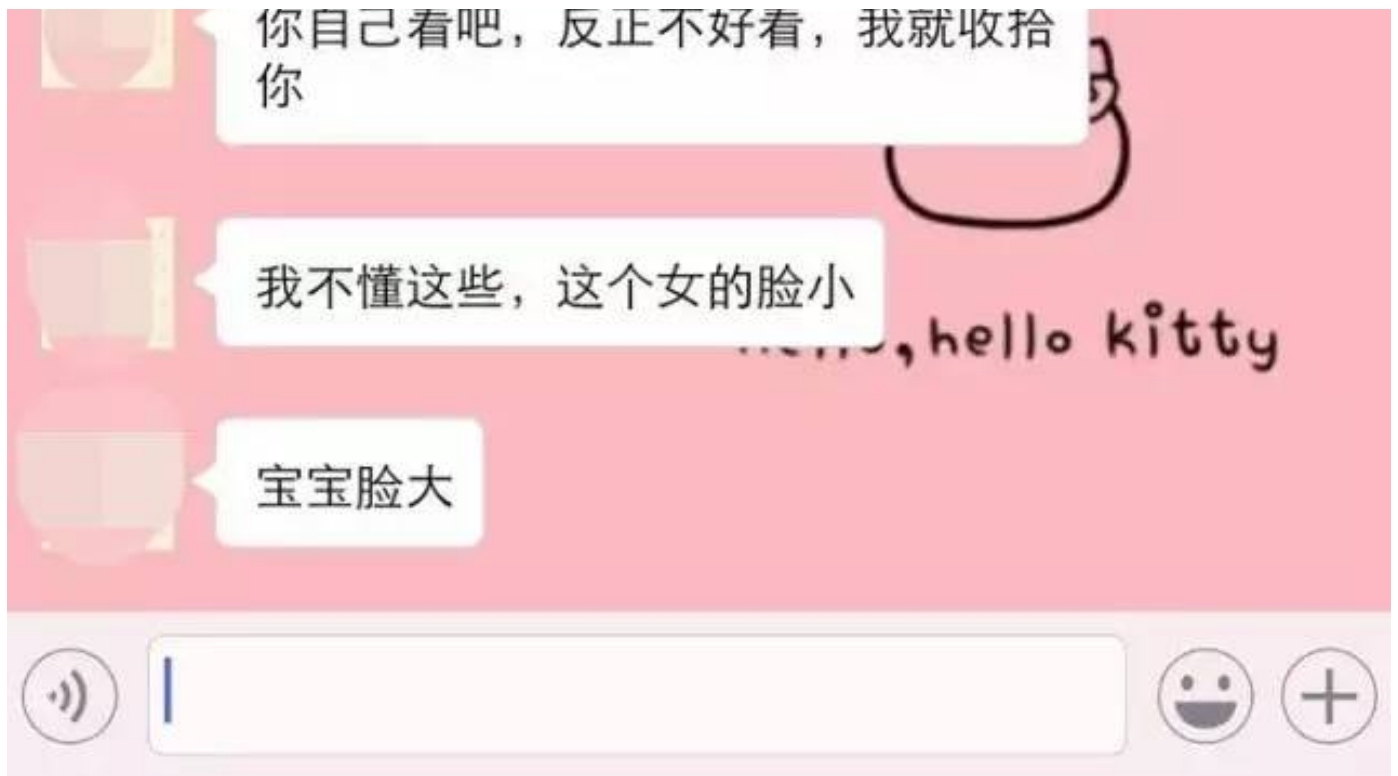 你自己看吧，反正不好看，我就收拾
你
我不懂这些，这个女的脸小
,hello kitty
宝宝脸大